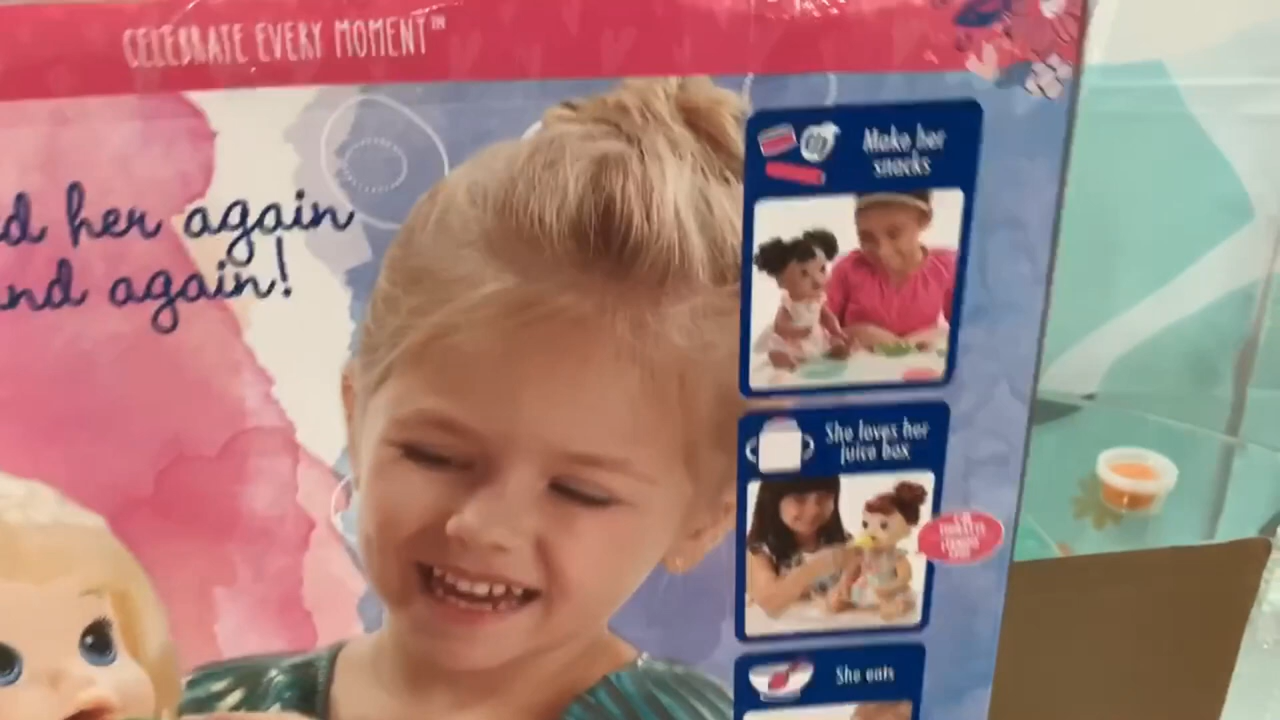 CELEBRATE EVERY MOMENT™
d her again
nd again!
Make her
snacks
She loves her
juice box
She eats